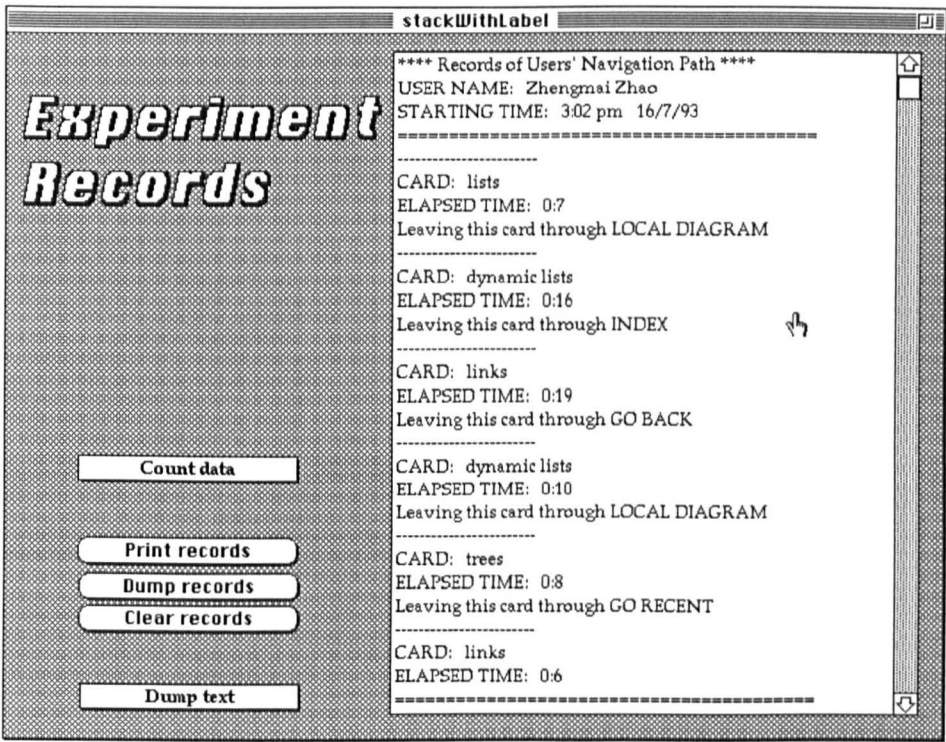 stackWithLabel
Experiment
Records
Count data
Print records
Dump records
Clear records
Dump text
**** Records of Users' Navigation Path ****
USER NAME: Zhengmai Zhao
STARTING TIME: 3:02 pm 16/7/93
==========================================
-----------------------
CARD: lists
ELAPSED TIME: 0:7
Leaving this card through LOCAL DIAGRAM
-----------------------
CARD: dynamic lists
ELAPSED TIME: 0:16
Leaving this card through INDEX
-----------------------
CARD: links
ELAPSED TIME: 0:19
Leaving this card through GO BACK
-----------------------
CARD: dynamic lists
ELAPSED TIME: 0:10
Leaving this card through LOCAL DIAGRAM
-----------------------
CARD: trees
ELAPSED TIME: 0:8
Leaving this card through GO RECENT
-----------------------
CARD: links
ELAPSED TIME: 0:6
==========================================